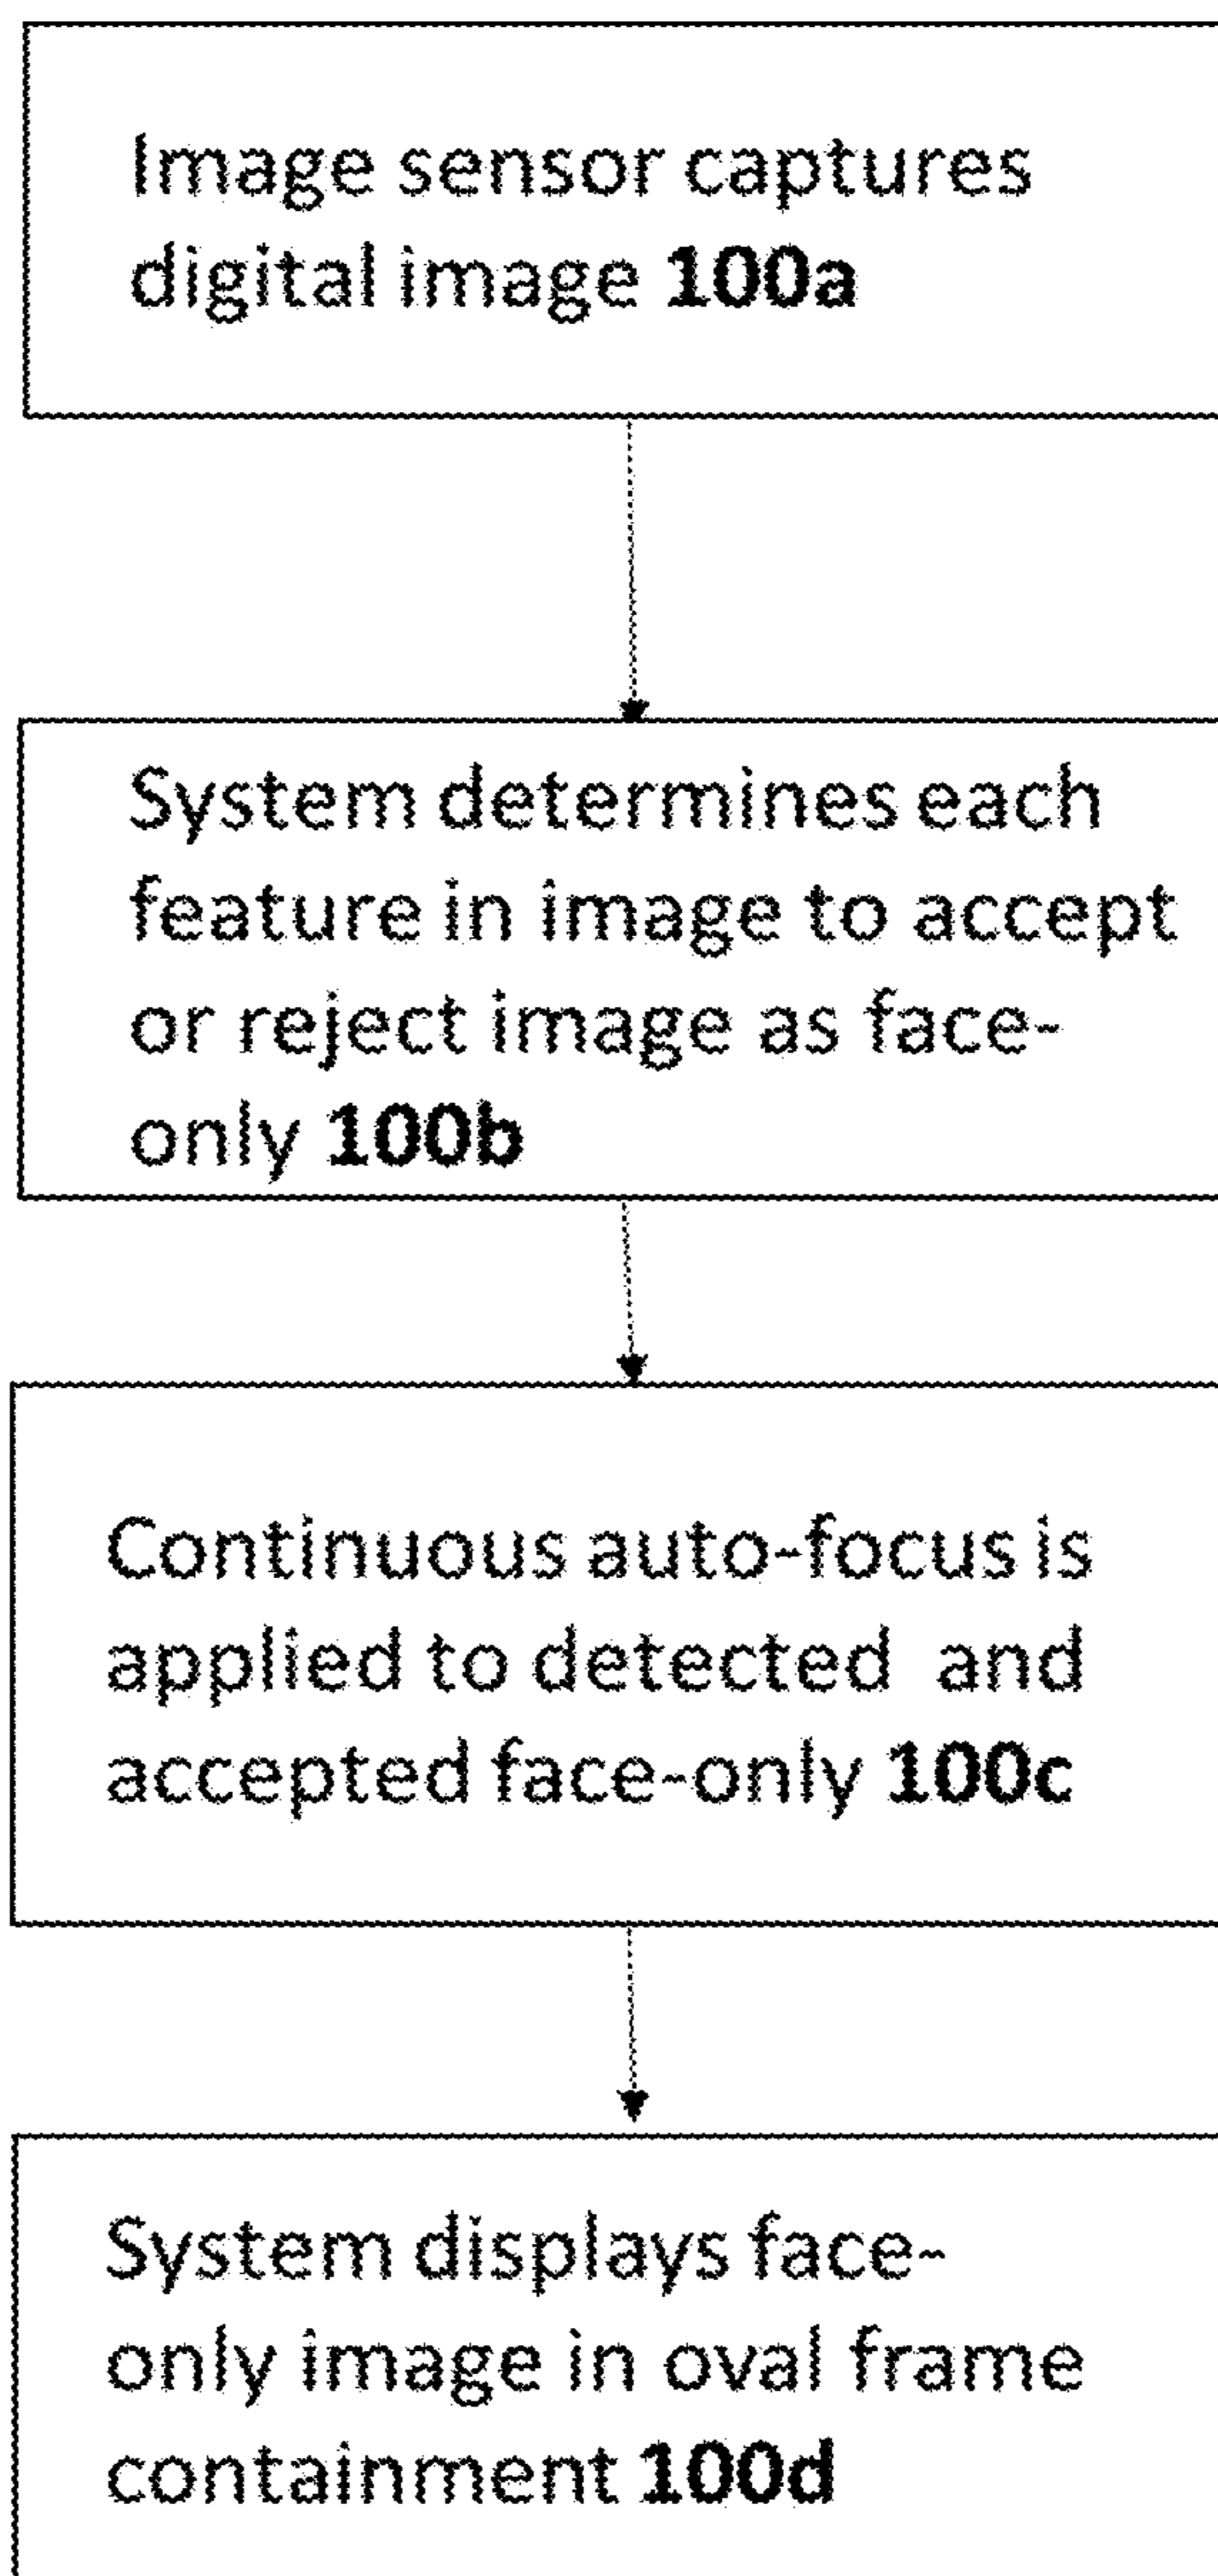 Image sensor captures
digital image 100a
System determines each
feature in image to accept
or reject image as face-
only 100b
Continuous auto-focus is
applied to detected  and
accepted face-only 100c
System displays face-
only image in oval frame
containment 100d